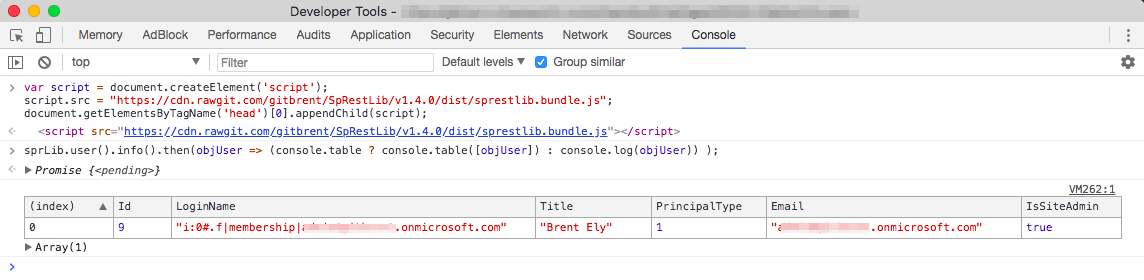 Developer Tools -
Memory AdBlock Performance Audits Application Security Elements Network Sources Console
top Filter Default levels Group similar
var script = document.createElement('script');
script.src = "https://cdn.rawgit.com/gitbrent/SpRestLib/v1.4.0/dist/sprestlib.bundle.js";
document.getElementsByTagName('head')[0].appendChild(script);
<script src="https://cdn.rawgit.com/gitbrent/SpRestLib/v1.4.0/dist/sprestlib.bundle.js"></script>
sprLib.user().info().then(objUser => (console.table ? console.table([objUser]) : console.log(objUser)) );
Promise {<pending>}
VM262:1
(index) Id LoginName Title PrincipalType Email IsSiteAdmin
0 9 "i:0#.f|membership| .onmicrosoft.com" "Brent Ely" 1 " .onmicrosoft.com" true
Array(1)